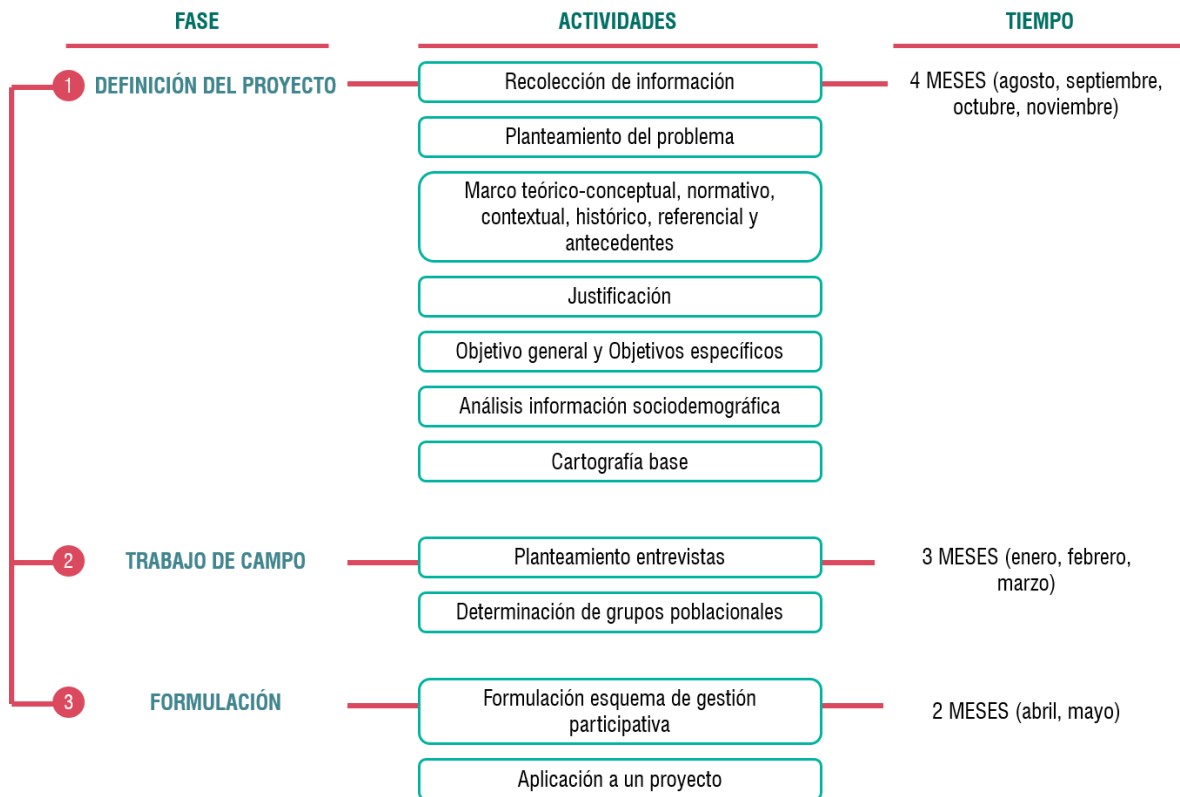 FASE
ACTIVIDADES
TIEMPO
1
DEFINICIÓN DEL PROYECTO
Recolección de información
4 MESES (agosto, septiembre,
octubre, noviembre)
Planteamiento del problema
Marco teórico-conceptual, normativo,
contextual, histórico, referencial y
antecedentes
Justificación
Objetivo general y Objetivos específicos
Análisis información sociodemográfica
Cartografía base
2
TRABAJO DE CAMPO
Planteamiento entrevistas
3 MESES (enero, febrero,
marzo)
Determinación de grupos poblacionales
3
FORMULACIÓN
Formulación esquema de gestión
participativa
2 MESES (abril, mayo)
Aplicación a un proyecto